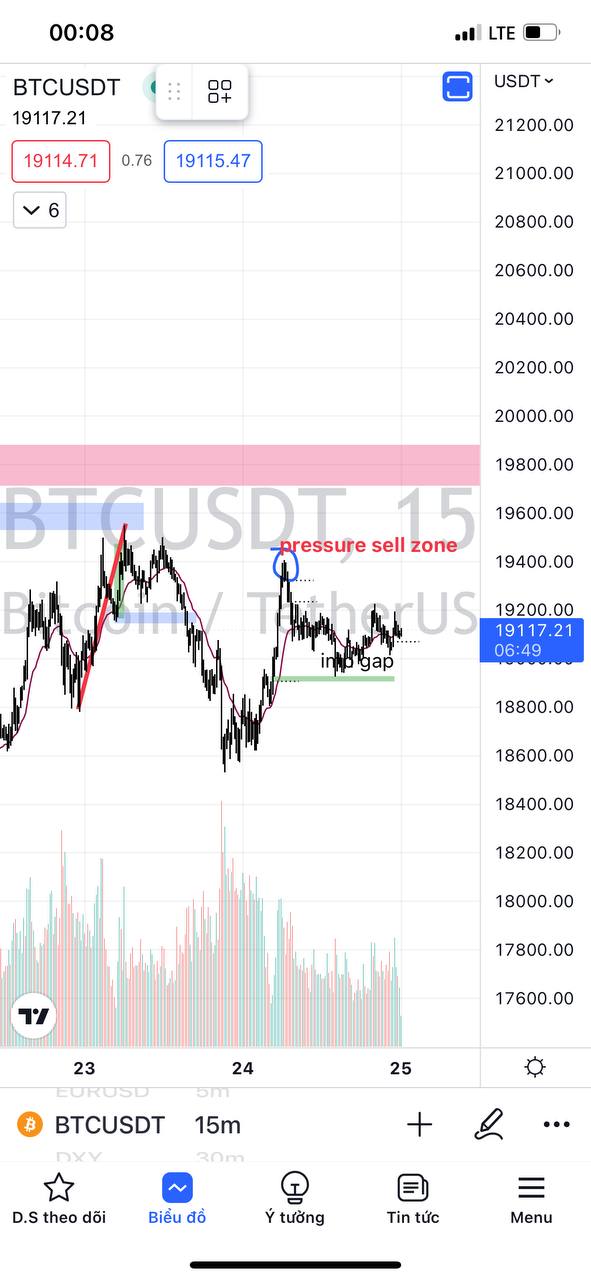 00:08
LTE
BTCUSDT
USDT
19117.21
21200.00
19114.71
0.76
19115.47
21000.00
6
20800.00
20600.00
20400.00
20200.00
20000.00
19800.00
BTCUSDT, 15
19600.00
pressure sell zone
19400.00
Bitcoin / TetherUS
19200.00
19117.21
06:49
imp gap
18800.00
18600.00
18400.00
18200.00
18000.00
17800.00
17600.00
23 24 25
EURUSD 5m
BTCUSDT 15m
DXY 30m
D.S theo dõi
Biểu đồ
Ý tưởng
Tin tức
Menu